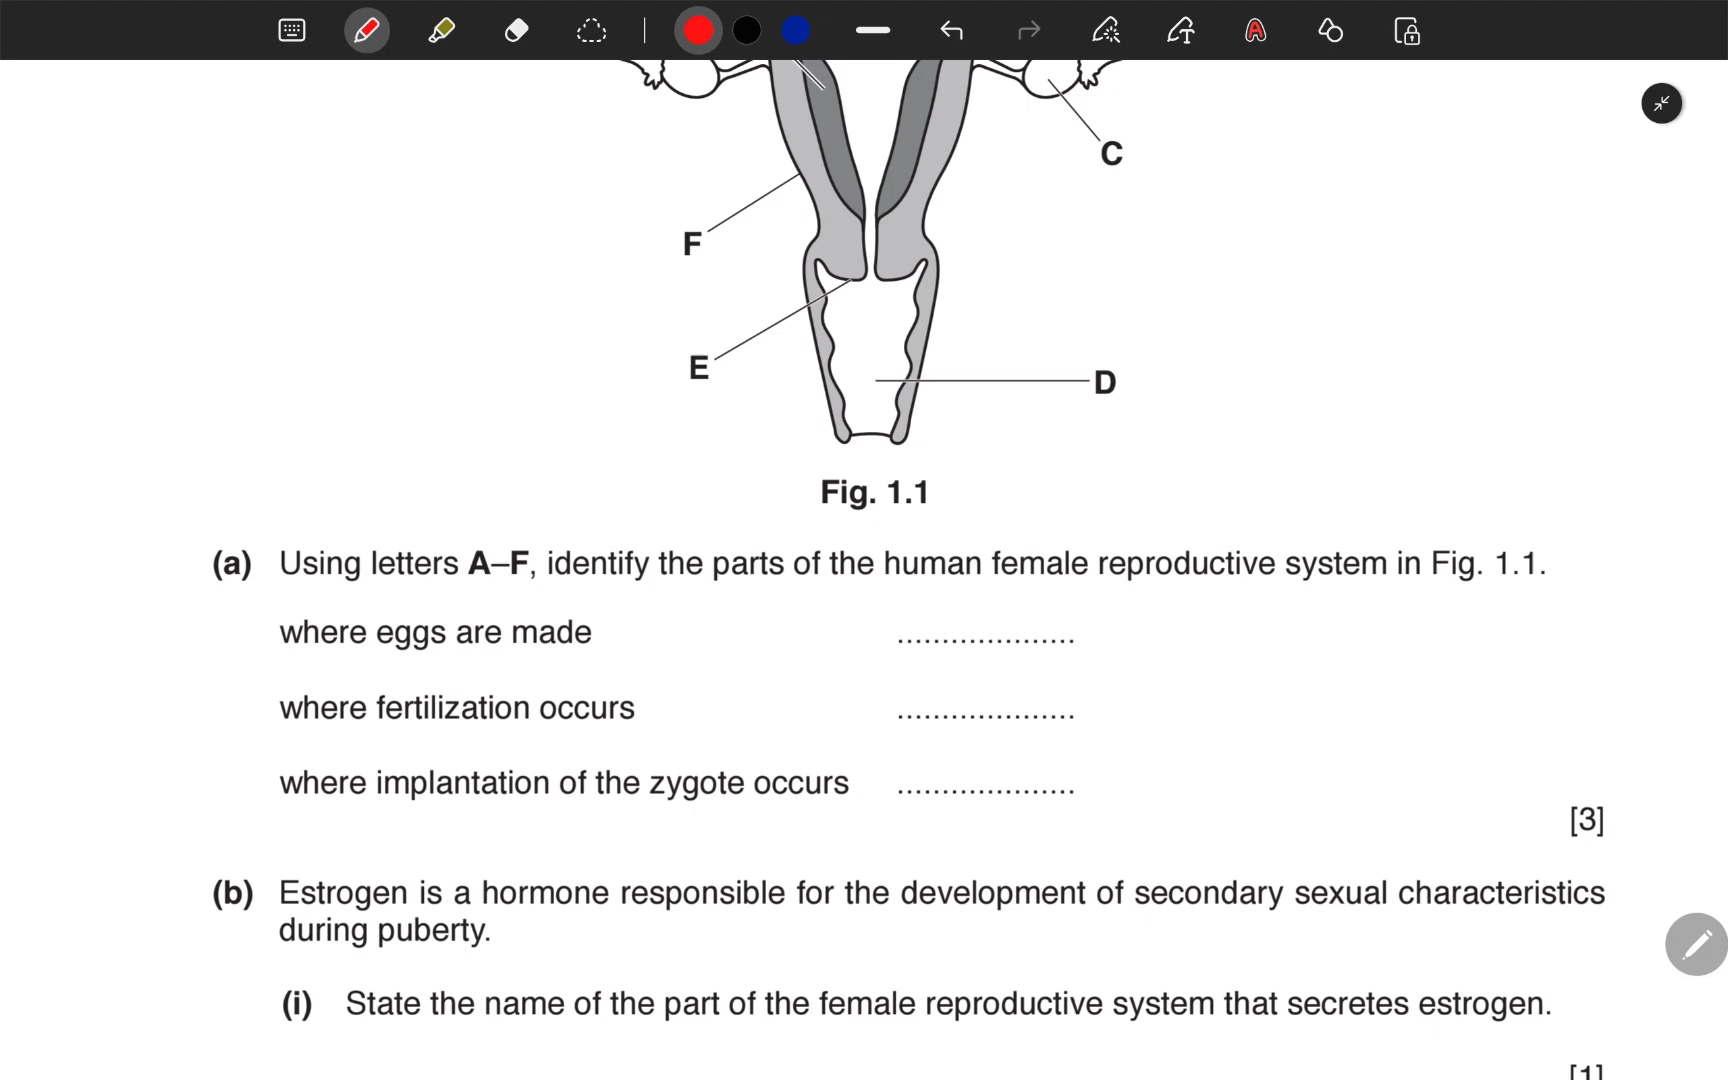 C
F
E
D
Fig. 1.1
(a) Using letters A–F, identify the parts of the human female reproductive system in Fig. 1.1.
where eggs are made ....................
where fertilization occurs ....................
where implantation of the zygote occurs ....................
[3]
(b) Estrogen is a hormone responsible for the development of secondary sexual characteristics
during puberty.
(i) State the name of the part of the female reproductive system that secretes estrogen.
[1]